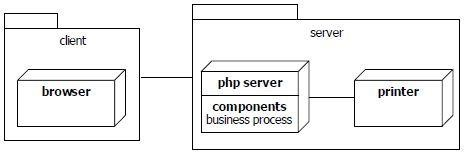 client
browser
server
php server
components
business process
printer